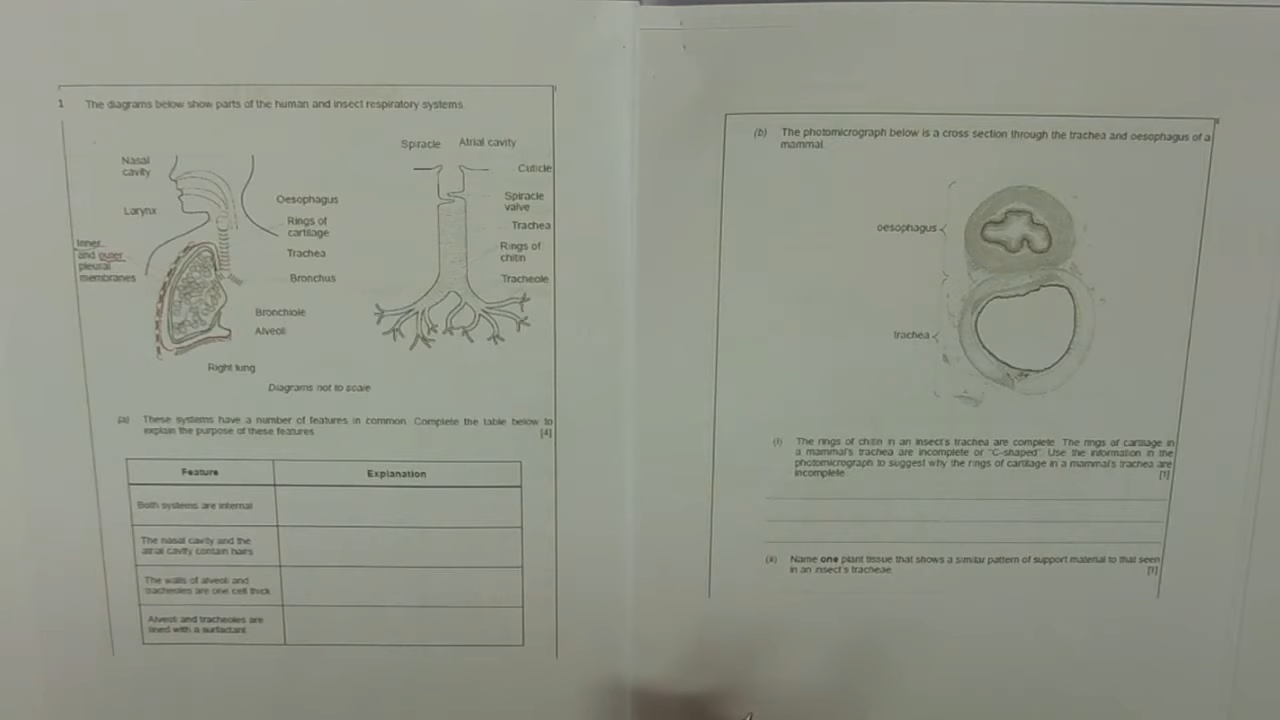 1 The diagrams below show parts of the human and insect respiratory systems.
Nasal
cavity
Larynx
Inner
and outer
pleural
membranes
Oesophagus
Rings of
cartilage
Trachea
Bronchus
Bronchiole
Alveoli
Right lung
Spiracle Atrial cavity
Cuticle
Spiracle
valve
Trachea
Rings of
chitin
Tracheole
Diagrams not to scale
(a) These systems have a number of features in common. Complete the table below to
explain the purpose of these features. [4]
Feature Explanation
Both systems are internal
The nasal cavity and the
atrial cavity contain hairs
The walls of alveoli and
tracheoles are one cell thick
Alveoli and tracheoles are
lined with a surfactant
(b) The photomicrograph below is a cross section through the trachea and oesophagus of a
mammal.
oesophagus
trachea
(i) The rings of chitin in an insect's trachea are complete. The rings of cartilage in
a mammal's trachea are incomplete or "C-shaped". Use the information in the
photomicrograph to suggest why the rings of cartilage in a mammal's trachea are
incomplete. [1]
(ii) Name one plant tissue that shows a similar pattern of support material to that seen
in an insect's tracheae. [1]